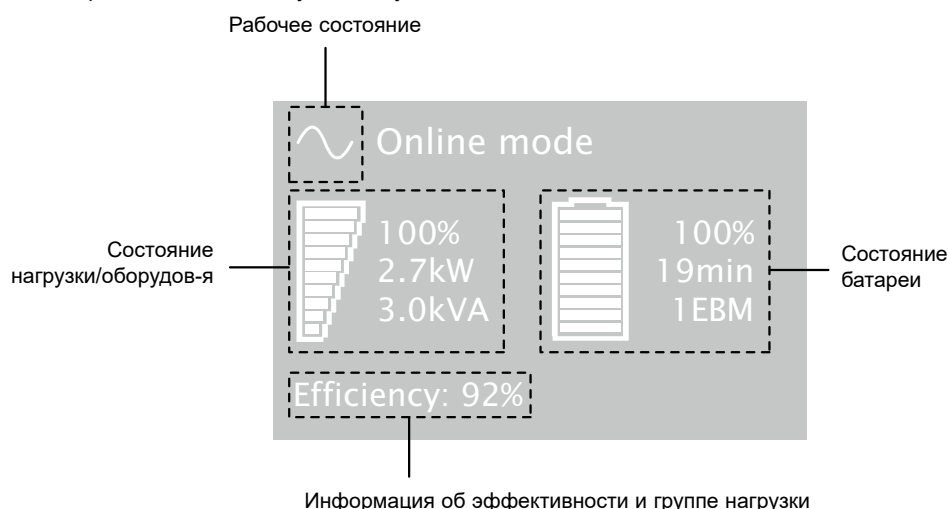 Рабочее состояние
Online mode
Состояние
нагрузки/оборудов-я
100%
2.7kW
3.0kVA
100%
19min
1EBM
Состояние
батареи
Efficiency: 92%
Информация об эффективности и группе нагрузки